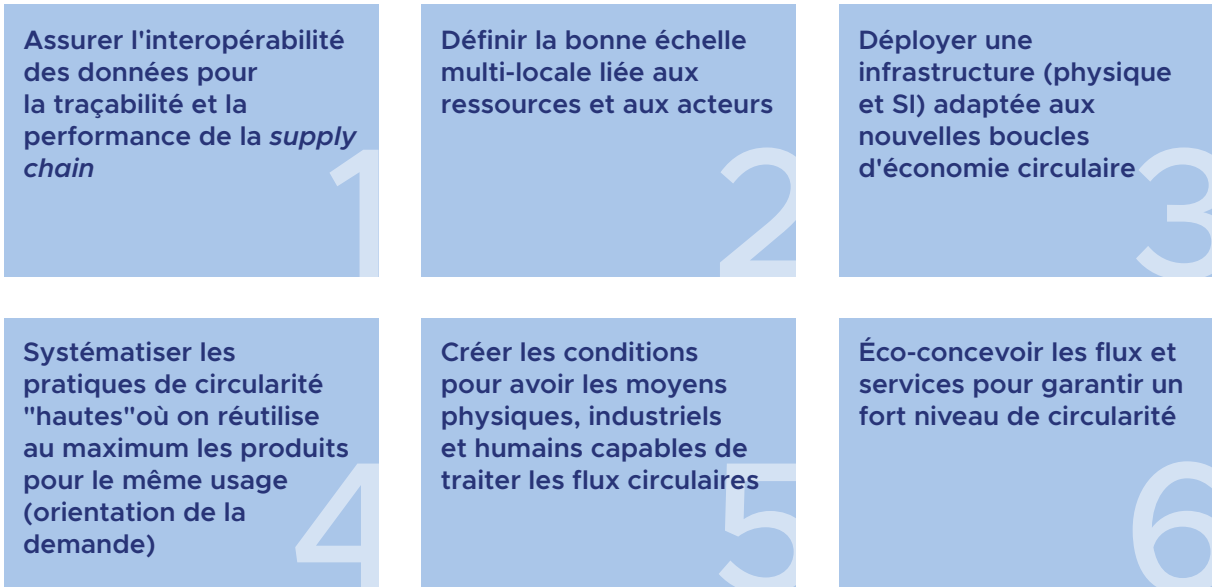 Assurer l'interopérabilité
des données pour
la traçabilité et la
performance de la supply
chain
1
Définir la bonne échelle
multi-locale liée aux
ressources et aux acteurs
2
Déployer une
infrastructure (physique
et SI) adaptée aux
nouvelles boucles
d'économie circulaire
3
Systématiser les
pratiques de circularité
"hautes"où on réutilise
au maximum les produits
pour le même usage
(orientation de la
demande)
4
Créer les conditions
pour avoir les moyens
physiques, industriels
et humains capables de
traiter les flux circulaires
5
Éco-concevoir les flux et
services pour garantir un
fort niveau de circularité
6